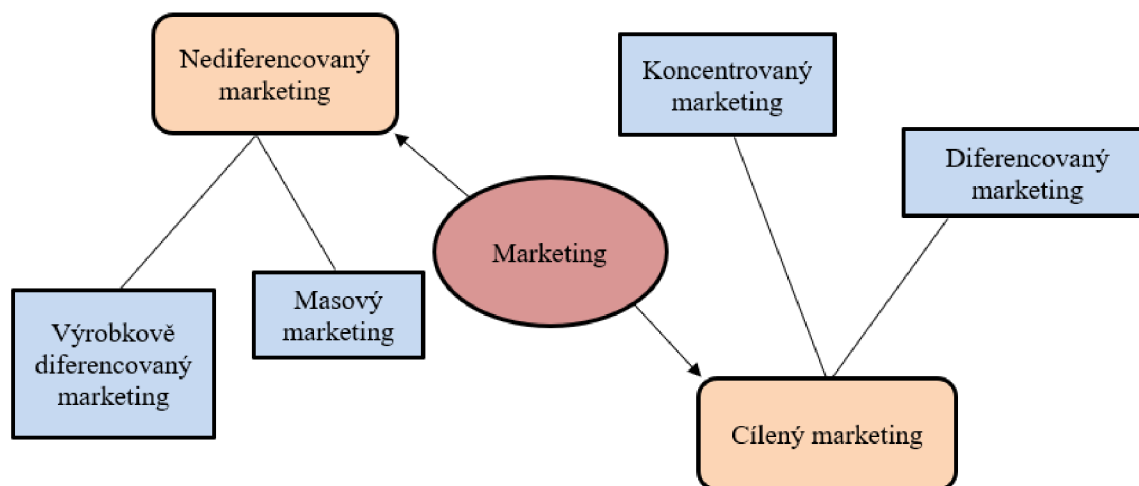 Nediferencovaný
marketing
Koncentrovaný
marketing
Diferencovaný
marketing
Marketing
Masový
marketing
Výrobkově
diferencovaný
marketing
Cílený marketing